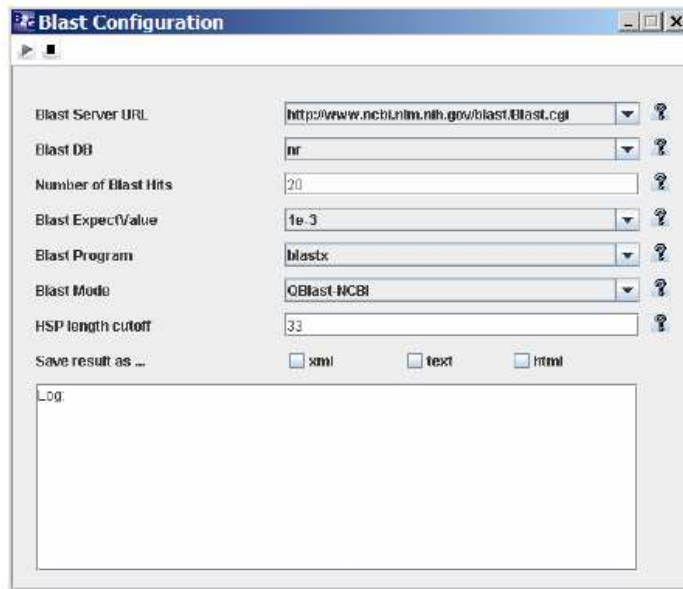 Blast Configuration
Blast Server URL http://www.ncbi.nlm.nih.gov/blast/Blast.cgi
Blast DB nr
Number of Blast Hits 20
Blast ExpectValue 1e-3
Blast Program blastx
Blast Mode QBlast-NCBI
HSP length cutoff 33
Save result as ... xml text html
Log: